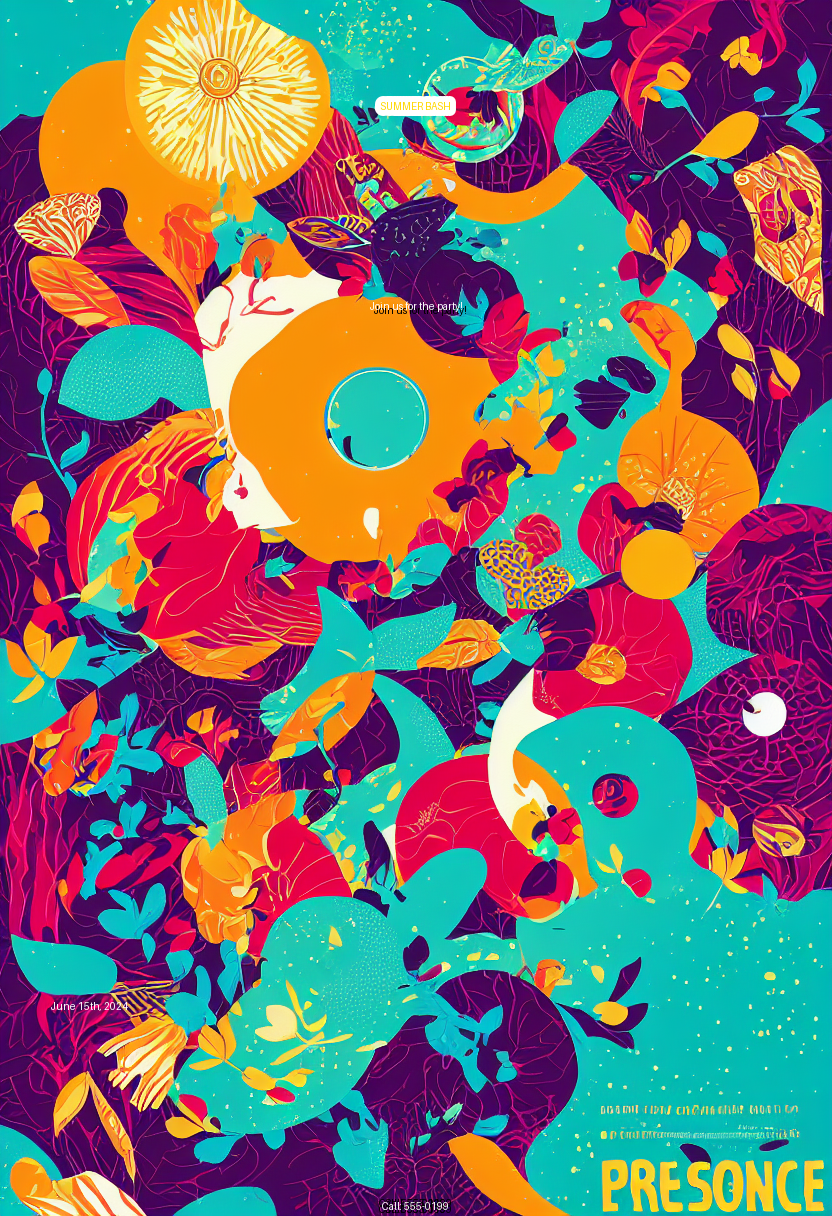 SUMMER BASH
Join us for the party!
June 15th, 2024
PRESONCE
Call: 555-0199